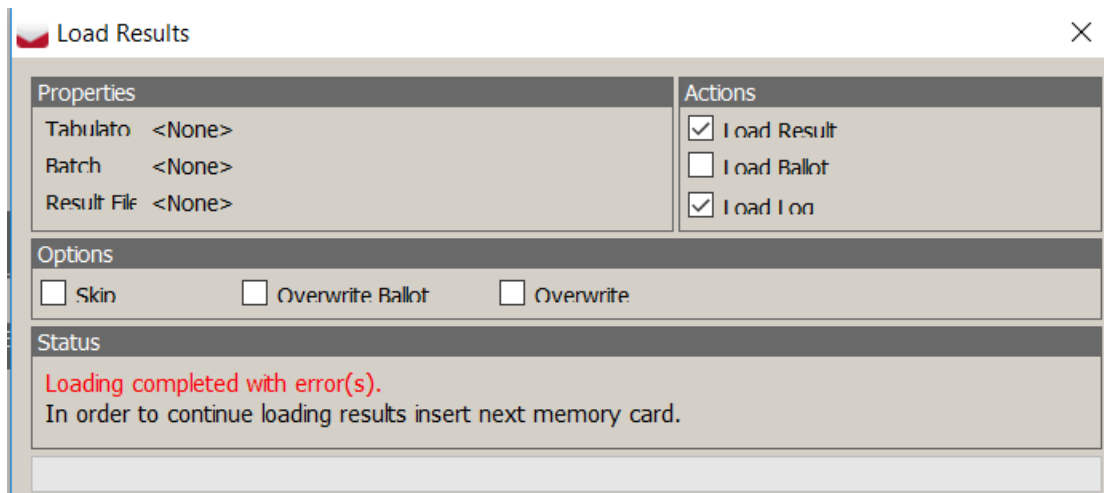 Load Results
Properties
Tabulato <None>
Batch <None>
Result File <None>
Actions
Load Result
Load Ballot
Load Log
Options
Skip Overwrite Ballot Overwrite
Status
Loading completed with error(s).
In order to continue loading results insert next memory card.